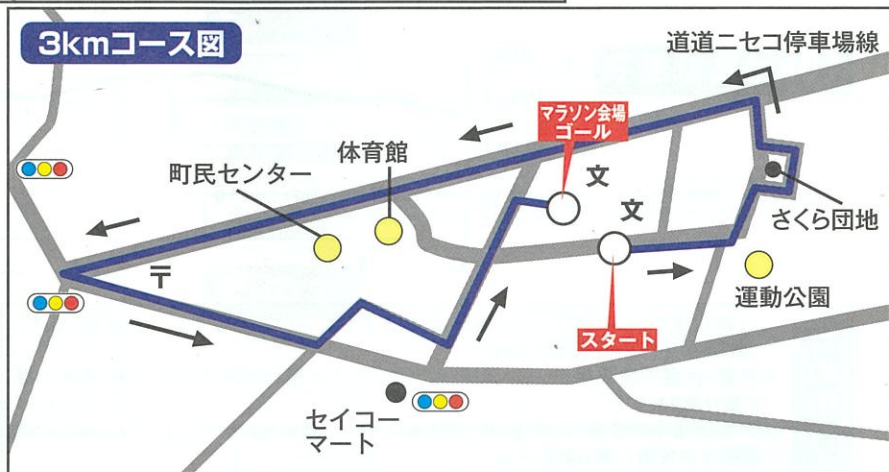 3kmコース図
道道ニセコ停車場線
マラソン会場
ゴール
体育館
町民センター
文
文
さくら団地
〒
運動公園
スタート
セイコー
マート